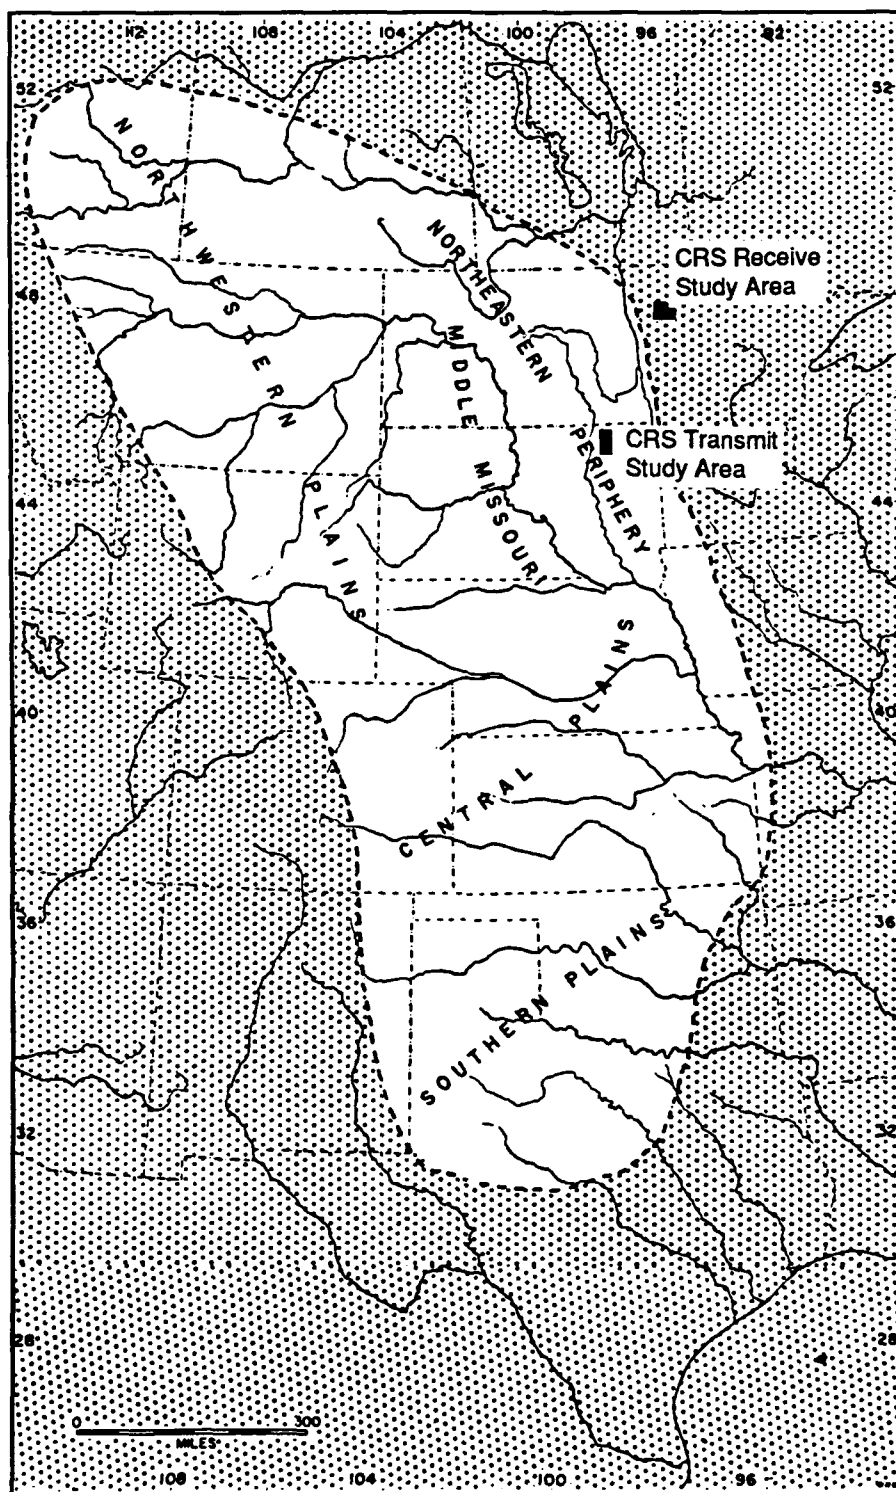 112 108 104 100 96 92
52 52
NORTHWESTERN PLAINS
NORTHEASTERN PERIPHERY
CRS Receive
Study Area
48
MIDDLE MISSOURI
CRS Transmit
Study Area
44 44
40 40
CENTRAL PLAINS
36 36
SOUTHERN PLAINS
32 32
28 28
0 300
MILES
108 104 100 96